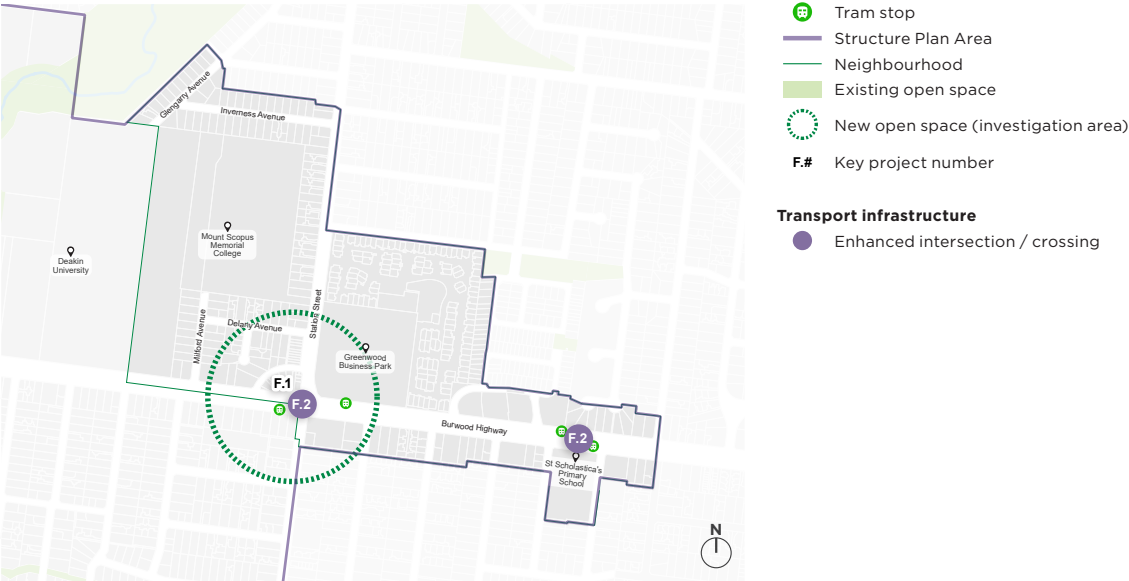 Glengarry Avenue
Inverness Avenue
Mount Scopus
Memorial
College
Deakin
University
Station Street
Milford Avenue
Delany Avenue
Greenwood
Business Park
F.1
F.2
Burwood Highway
F.2
St Scholastica's
Primary
School
N
Tram stop
Structure Plan Area
Neighbourhood
Existing open space
New open space (investigation area)
F.# Key project number
Transport infrastructure
Enhanced intersection / crossing